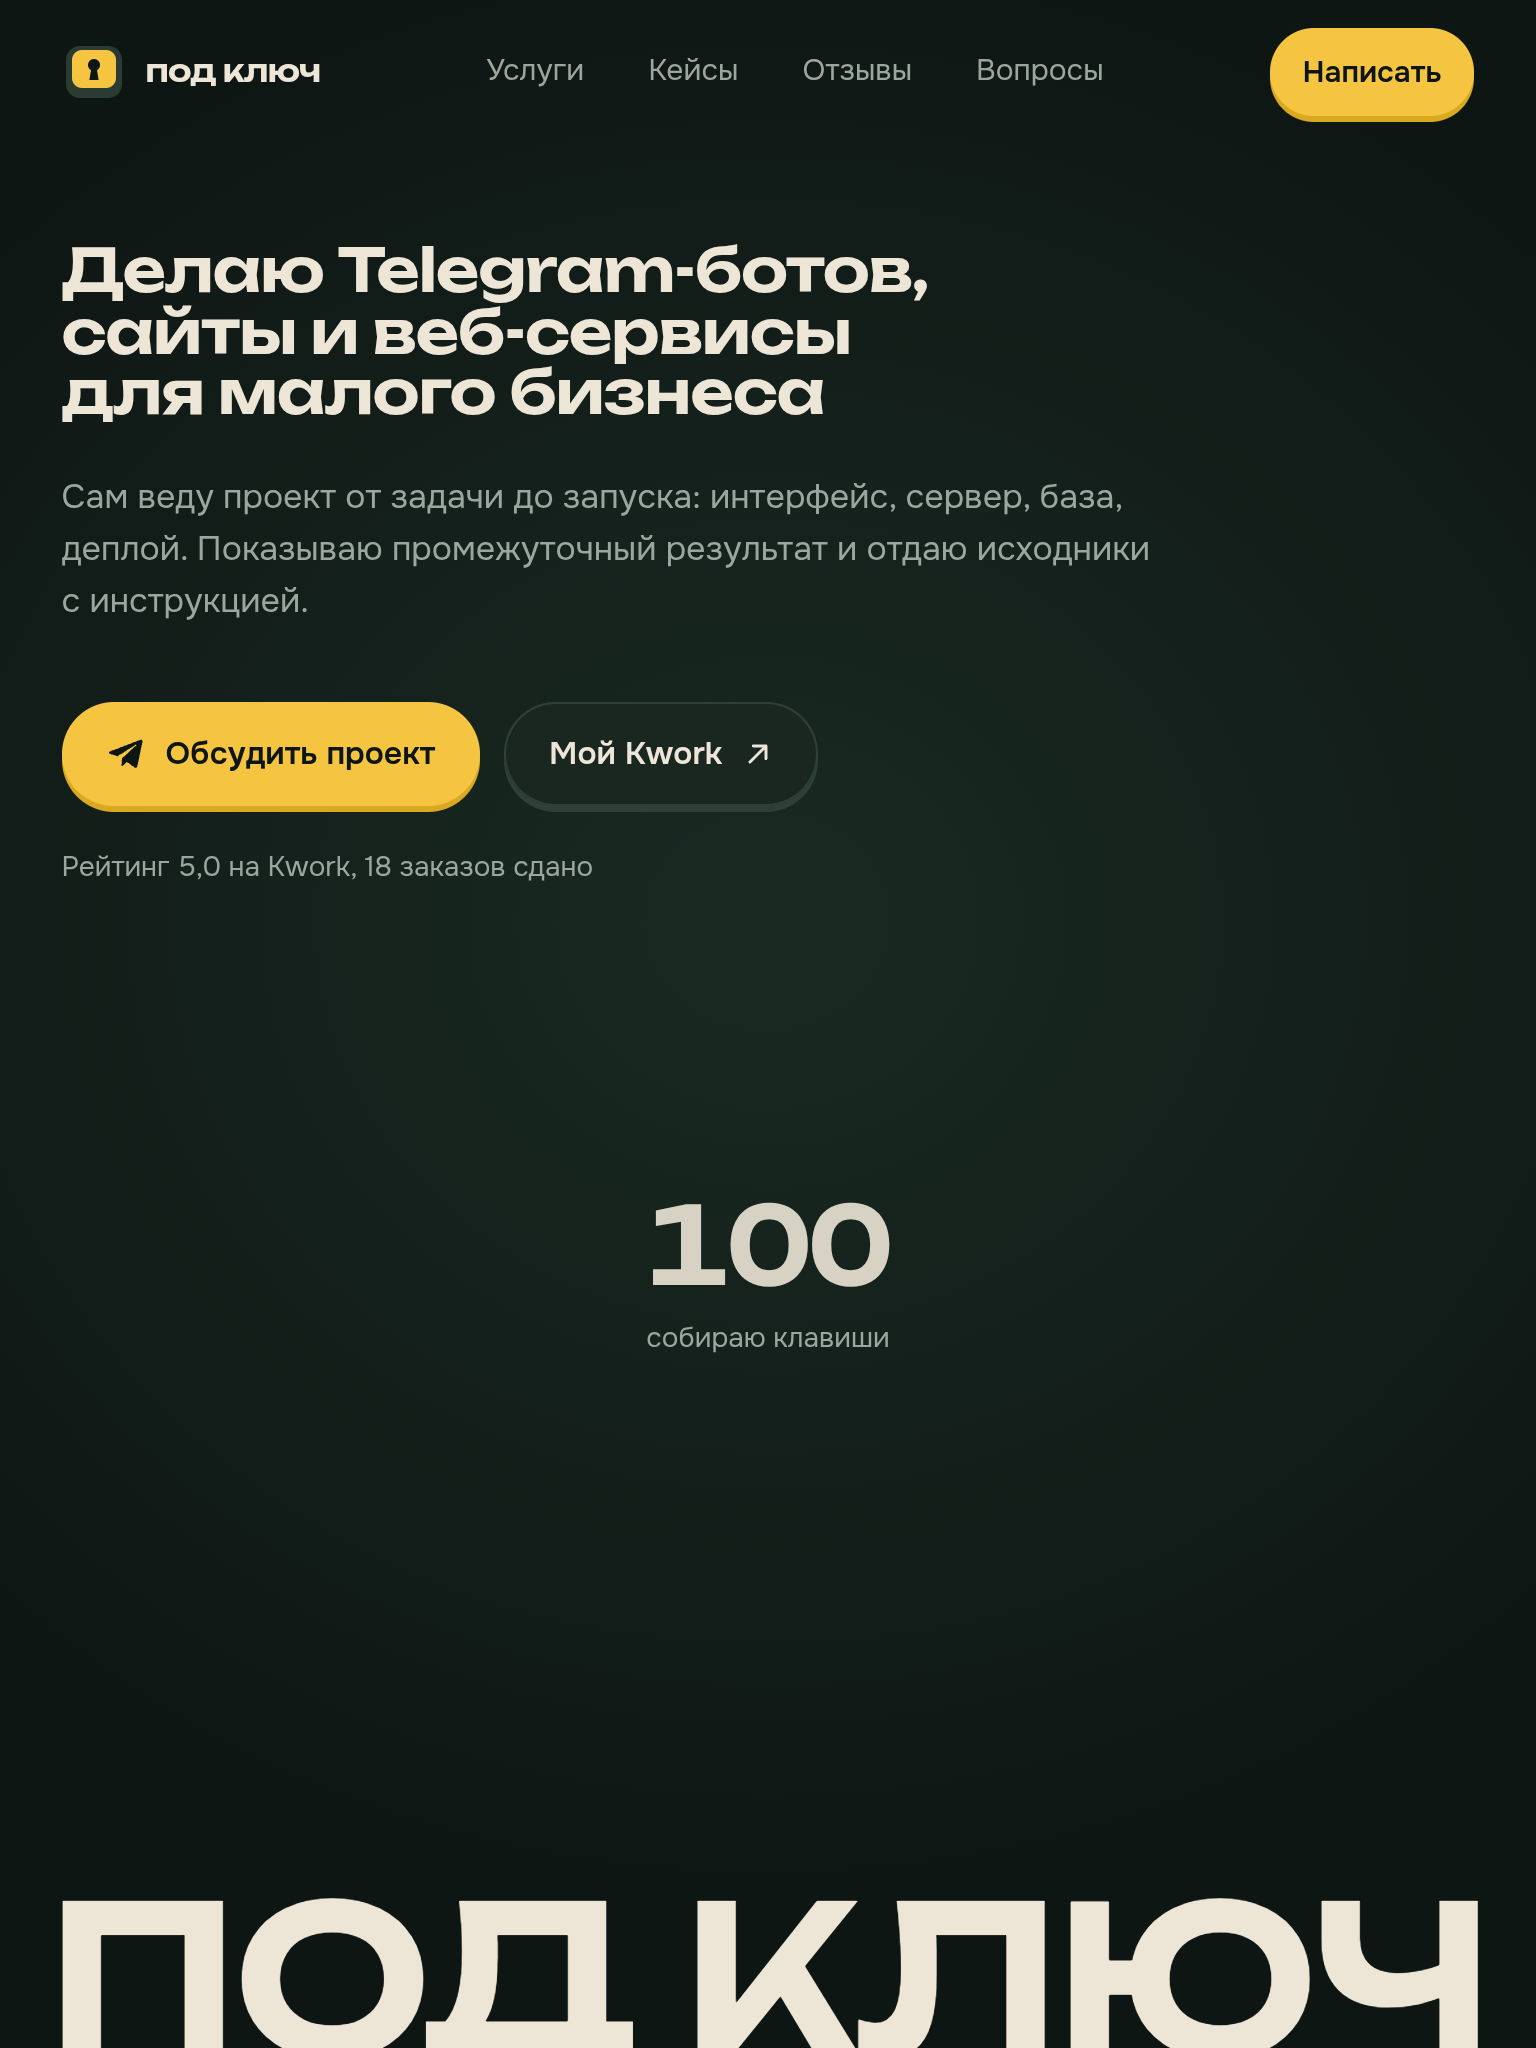 под ключ
Услуги
Кейсы
Отзывы
Вопросы
Написать
Делаю Telegram-ботов,
сайты и веб-сервисы
для малого бизнеса
Сам веду проект от задачи до запуска: интерфейс, сервер, база,
деплой. Показываю промежуточный результат и отдаю исходники
с инструкцией.
Обсудить проект
Мой Kwork
Рейтинг 5,0 на Kwork, 18 заказов сдано
100
собираю клавиши
ПОД КЛЮЧ